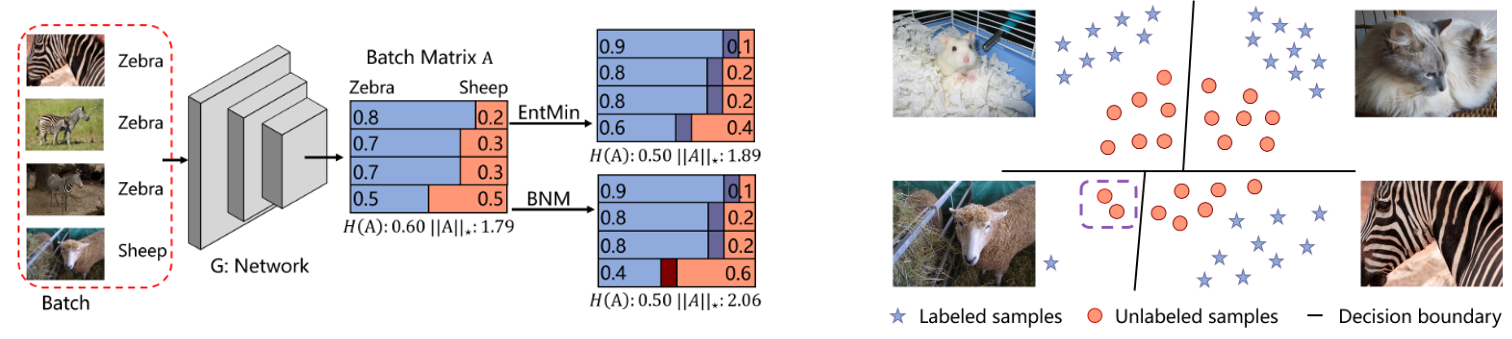 Zebra
Zebra
Zebra
Sheep
Batch
G: Network
Batch Matrix A
Zebra Sheep
0.8 0.2
0.7 0.3
0.7 0.3
0.5 0.5
H(A): 0.60 ||A||⋆: 1.79
EntMin
BNM
0.9 0.1
0.8 0.2
0.8 0.2
0.6 0.4
H(A): 0.50 ||A||⋆: 1.89
0.9 0.1
0.8 0.2
0.8 0.2
0.4 0.6
H(A): 0.50 ||A||⋆: 2.06
Labeled samples Unlabeled samples Decision boundary